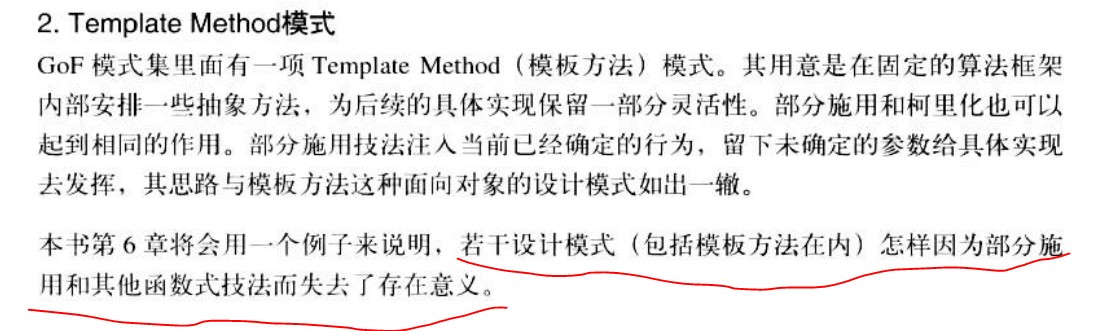 2. Template Method模式
GoF 模式集里面有一项 Template Method（模板方法）模式。其用意是在固定的算法框架
内部安排一些抽象方法，为后续的具体实现保留一部分灵活性。部分施用和柯里化也可以
起到相同的作用。部分施用技法注入当前已经确定的行为，留下未确定的参数给具体实现
去发挥，其思路与模板方法这种面向对象的设计模式如出一辙。
本书第 6 章将会用一个例子来说明，若干设计模式（包括模板方法在内）怎样因为部分施
用和其他函数式技法而失去了存在意义。